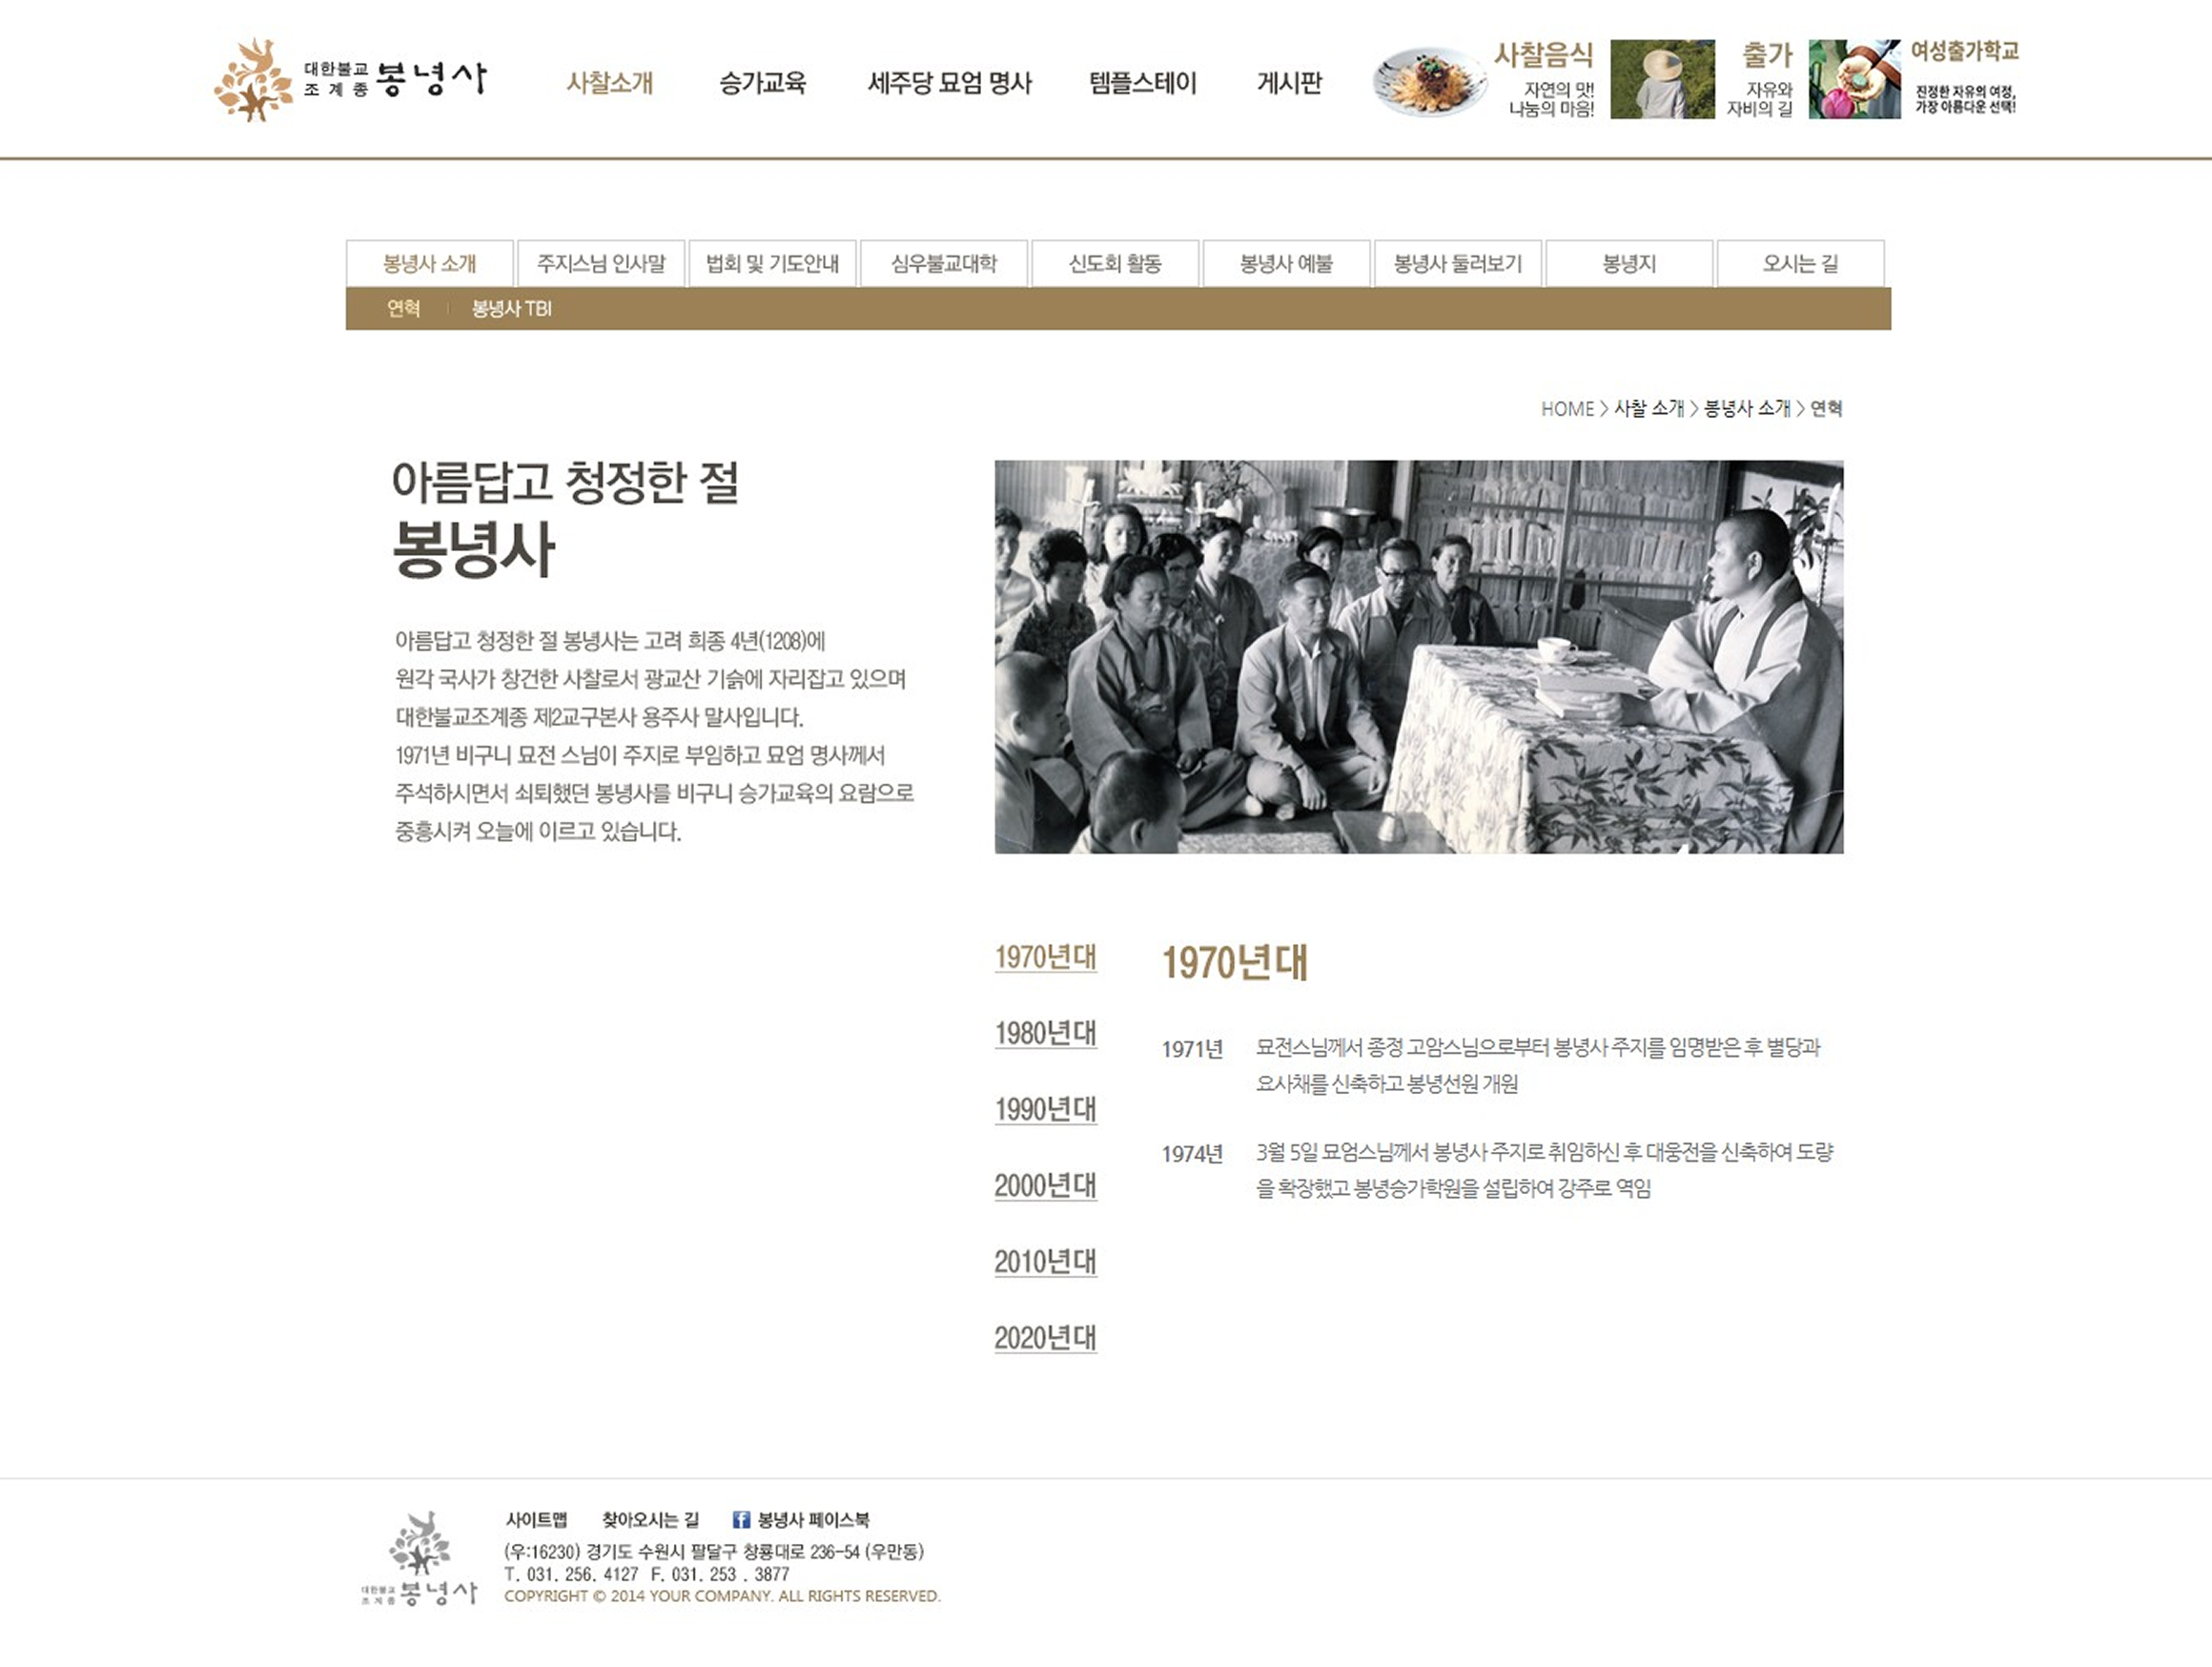 대한불교
조계종
봉녕사
사찰소개
승가교육
세주당 묘엄 명사
템플스테이
게시판
사찰음식
자연의 맛!
나눔의 마음!
출가
자유와
자비의 길
여성출가학교
진정한 자유의 여정,
가장 아름다운 선택!
봉녕사 소개
주지스님 인사말
법회 및 기도안내
심우불교대학
신도회 활동
봉녕사 예불
봉녕사 둘러보기
봉녕지
오시는 길
연혁
봉녕사 TBI
HOME > 사찰 소개 > 봉녕사 소개 > 연혁
아름답고 청정한 절
봉녕사
아름답고 청정한 절 봉녕사는 고려 희종 4년(1208)에
원각 국사가 창건한 사찰로서 광교산 기슭에 자리잡고 있으며
대한불교조계종 제2교구본사 용주사 말사입니다.
1971년 비구니 묘전 스님이 주지로 부임하고 묘엄 명사께서
주석하시면서 쇠퇴했던 봉녕사를 비구니 승가교육의 요람으로
중흥시켜 오늘에 이르고 있습니다.
1970년대
1980년대
1990년대
2000년대
2010년대
2020년대
1970년대
1971년 묘전스님께서 종정 고암스님으로부터 봉녕사 주지를 임명받은 후 별당과
요사채를 신축하고 봉녕선원 개원
1974년 3월 5일 묘엄스님께서 봉녕사 주지로 취임하신 후 대웅전을 신축하여 도량
을 확장했고 봉녕승가학원을 설립하여 강주로 역임
대한불교
조계종
봉녕사
사이트맵
찾아오시는 길
봉녕사 페이스북
(우:16230) 경기도 수원시 팔달구 창룡대로 236-54 (우만동)
T. 031. 256. 4127 F. 031. 253 . 3877
COPYRIGHT © 2014 YOUR COMPANY. ALL RIGHTS RESERVED.